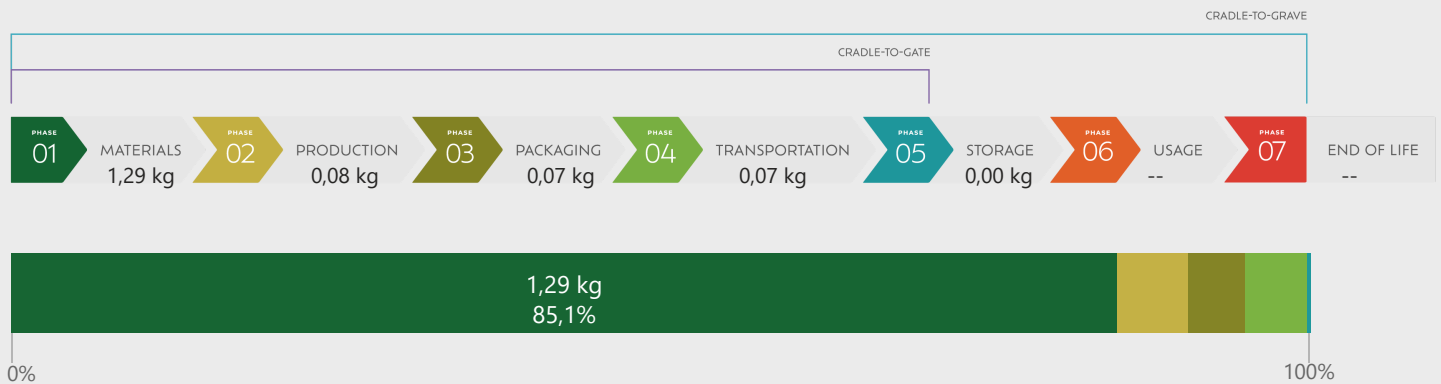 CRADLE-TO-GRAVE
CRADLE-TO-GATE
PHASE
01
MATERIALS
1,29 kg
PHASE
02
PRODUCTION
0,08 kg
PHASE
03
PACKAGING
0,07 kg
PHASE
04
TRANSPORTATION
0,07 kg
PHASE
05
STORAGE
0,00 kg
PHASE
06
USAGE
--
PHASE
07
END OF LIFE
--
1,29 kg
85,1%
0%
100%